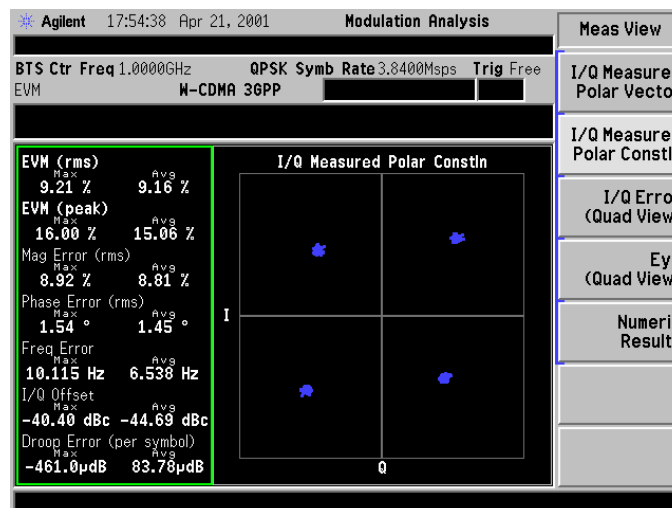 Agilent 17:54:38 Apr 21, 2001 Modulation Analysis
Meas View
BTS Ctr Freq 1.0000GHz QPSK Symb Rate 3.8400Msps Trig Free
EVM W-CDMA 3GPP
I/Q Measure
Polar Vecto
I/Q Measure
Polar Constl
I/Q Erro
(Quad View
Ey
(Quad View
Numeri
Result
EVM (rms)
Max Avg
9.21 % 9.16 %
EVM (peak)
Max Avg
16.00 % 15.06 %
Mag Error (rms)
Max Avg
8.92 % 8.81 %
Phase Error (rms)
Max Avg
1.54 ° 1.45 °
Freq Error
Max Avg
10.115 Hz 6.538 Hz
I/Q Offset
Max Avg
-40.40 dBc -44.69 dBc
Droop Error (per symbol)
Max Avg
-461.0µdB 83.78µdB
I/Q Measured Polar Constln
I
Q